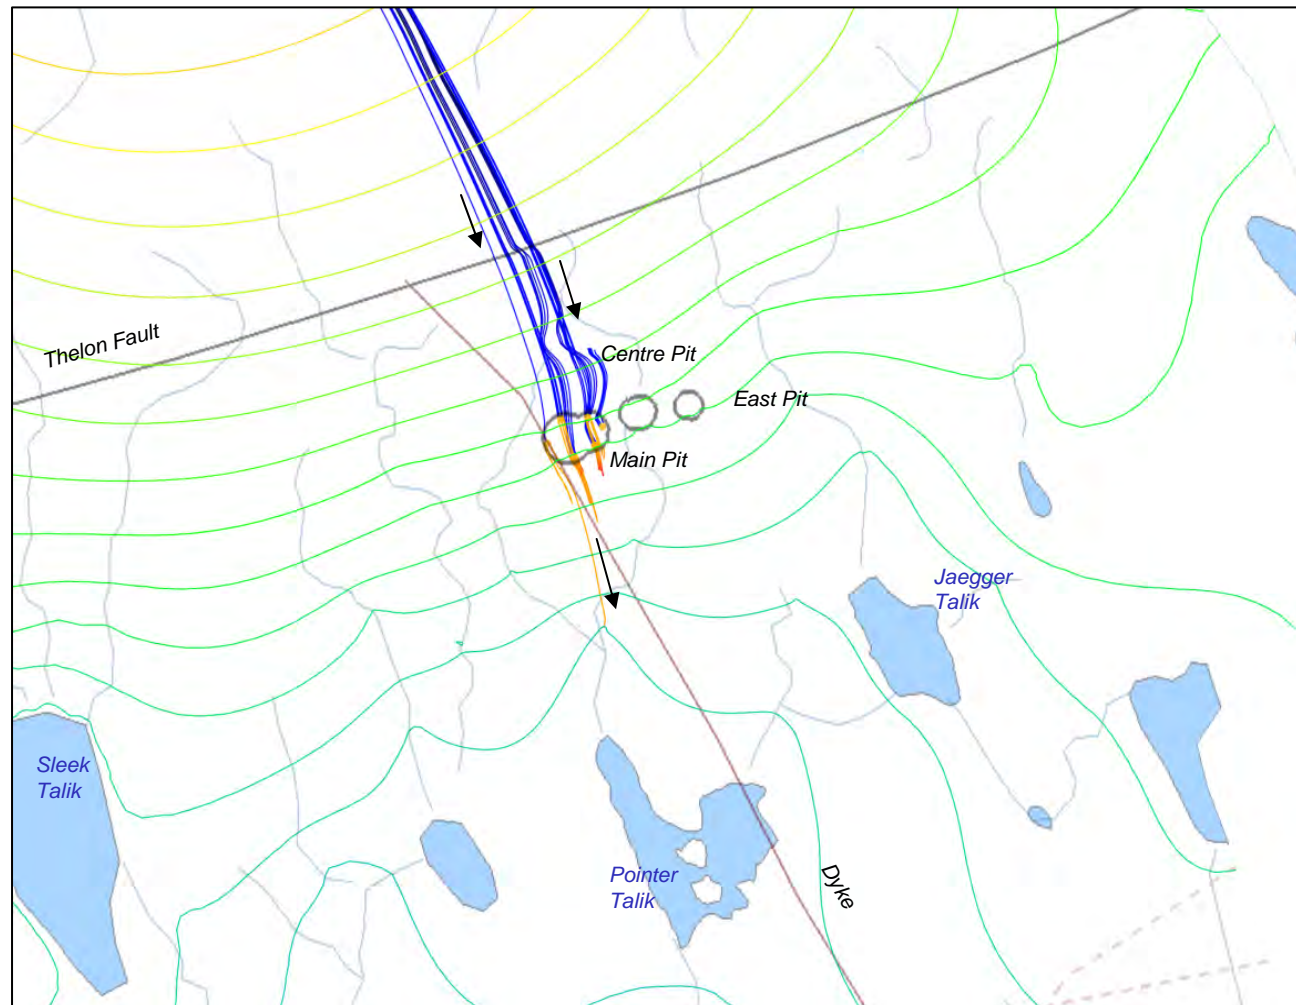 Thelon Fault
Centre Pit
East Pit
Main Pit
Jaegger
Talik
Sleek
Talik
Pointer
Talik
Dyke